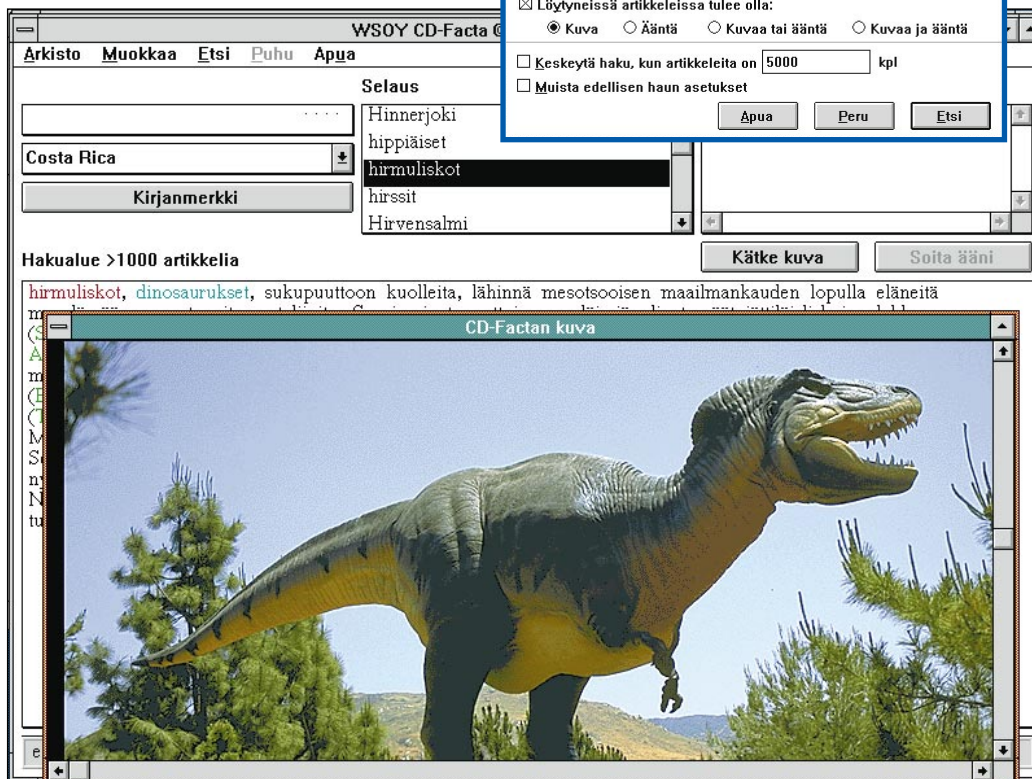 Löytyneissä artikkeleissa tulee olla:
Kuva Ääntä Kuvaa tai ääntä Kuvaa ja ääntä
Keskeytä haku, kun artikkeleita on 5000 kpl
Muista edellisen haun asetukset
Apua Peru Etsi
WSOY CD-Facta
Arkisto Muokkaa Etsi Puhu Apua
Selaus
Hinnerjoki
hippiäiset
Costa Rica
hirmuliskot
Kirjanmerkki
hirssit
Hirvensalmi
Kätke kuva Soita ääni
Hakualue >1000 artikkelia
hirmuliskot, dinosaurukset, sukupuuttoon kuolleita, lähinnä mesotsooisen maailmankauden lopulla eläneitä
CD-Factan kuva